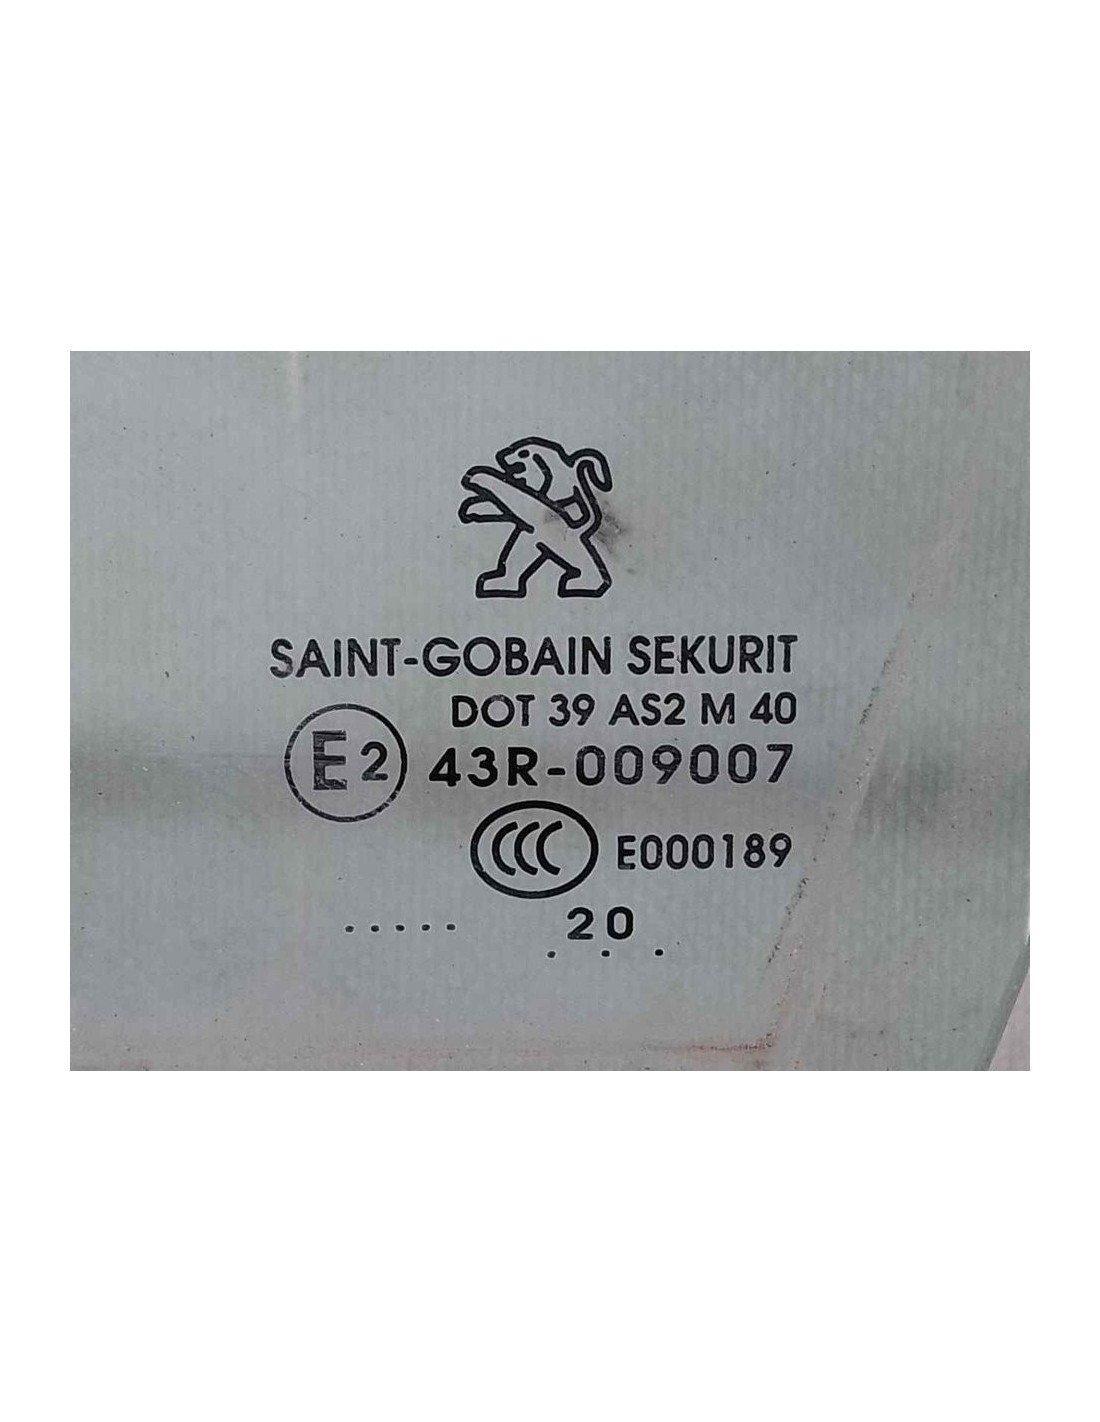 SAINT-GOBAIN SEKURIT
DOT 39 AS2 M 40
E2 43R-009007
CCC E000189
..... 20
. . .